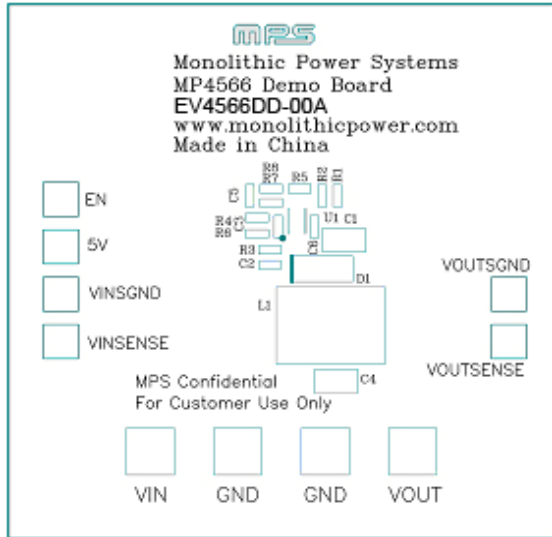 MPS
Monolithic Power Systems
MP4566 Demo Board
EV4566DD-00A
www.monolithicpower.com
Made in China
R8
R7
R5
R2
R1
R4
R6
U1
C1
R3
C2
D1
L1
C4
EN
5V
VINSGND
VINSENSE
VOUTSGND
VOUTSENSE
MPS Confidential
For Customer Use Only
VIN GND GND VOUT